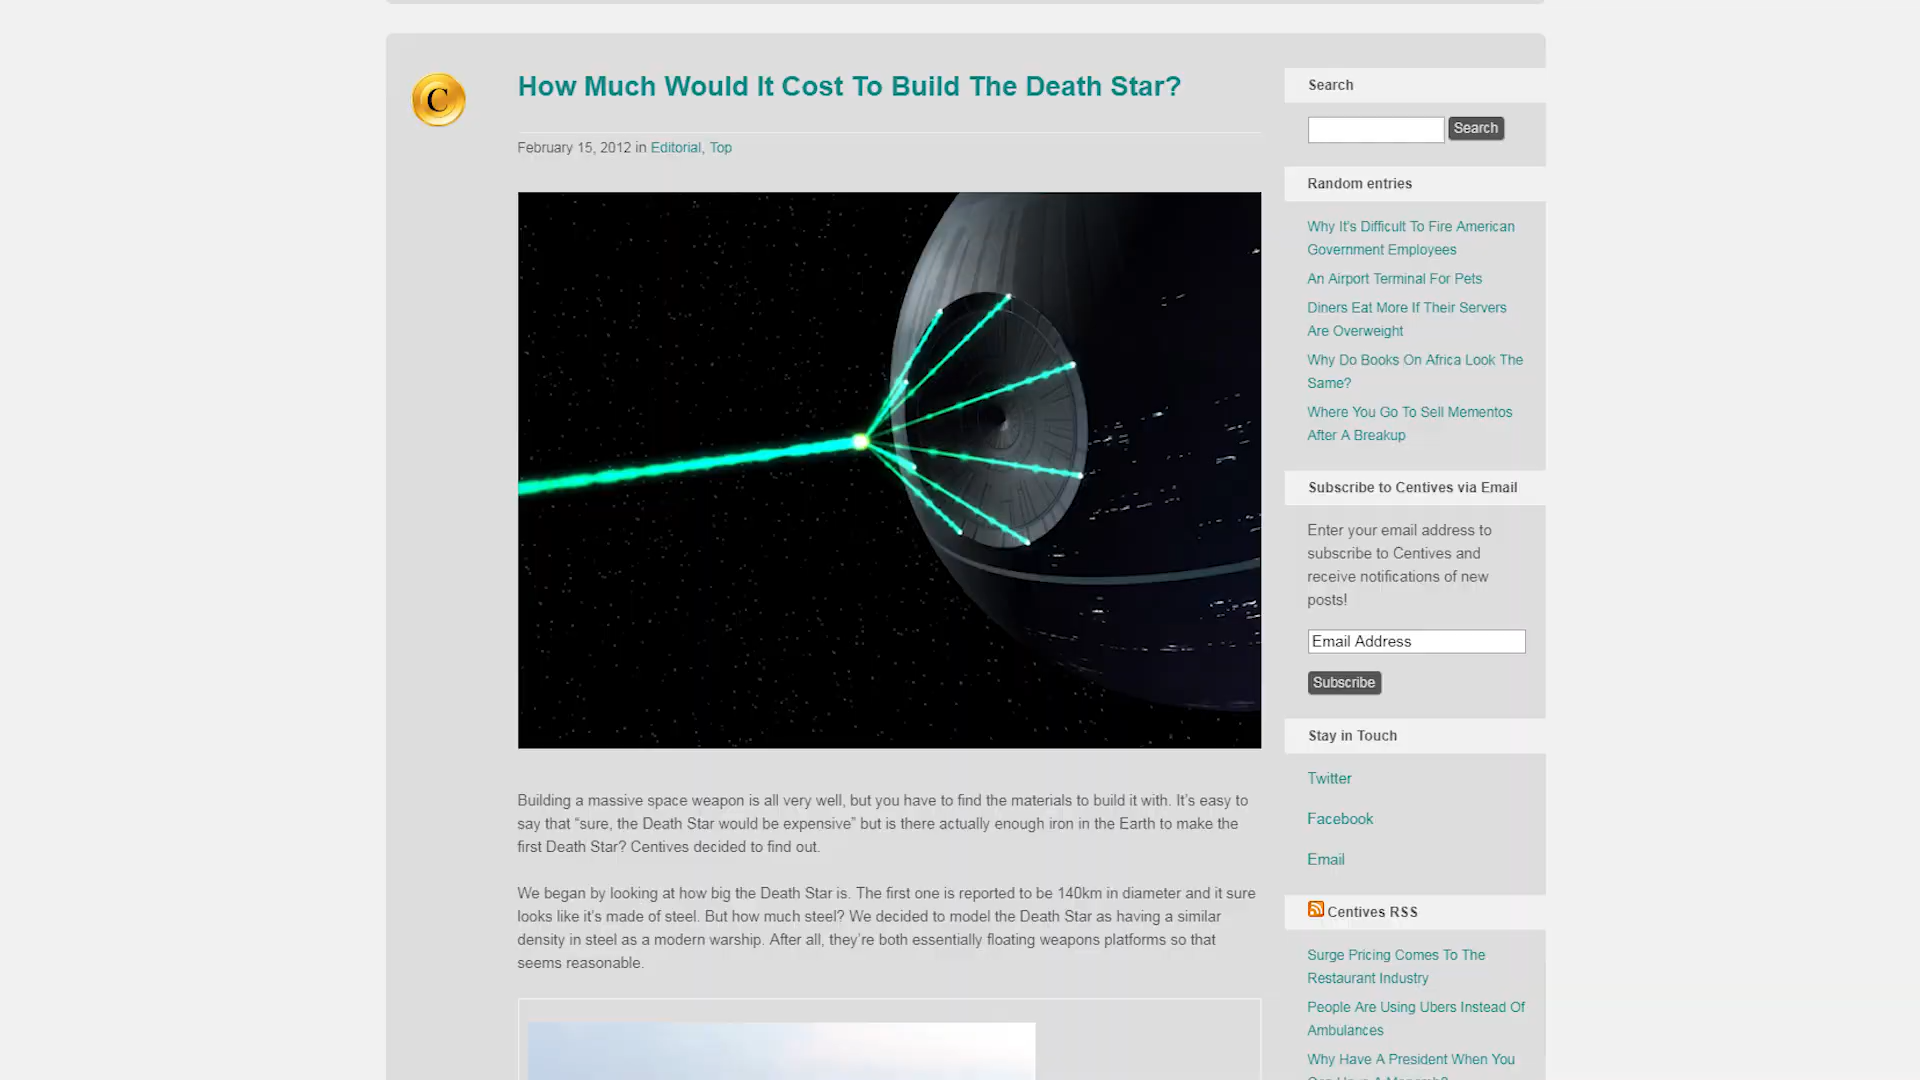 C
How Much Would It Cost To Build The Death Star?
February 15, 2012 in Editorial, Top
Building a massive space weapon is all very well, but you have to find the materials to build it with. It’s easy to
say that “sure, the Death Star would be expensive” but is there actually enough iron in the Earth to make the
first Death Star? Centives decided to find out.
We began by looking at how big the Death Star is. The first one is reported to be 140km in diameter and it sure
looks like it’s made of steel. But how much steel? We decided to model the Death Star as having a similar
density in steel as a modern warship. After all, they’re both essentially floating weapons platforms so that
seems reasonable.
Search
Search
Random entries
Why It's Difficult To Fire American
Government Employees
An Airport Terminal For Pets
Diners Eat More If Their Servers
Are Overweight
Why Do Books On Africa Look The
Same?
Where You Go To Sell Mementos
After A Breakup
Subscribe to Centives via Email
Enter your email address to
subscribe to Centives and
receive notifications of new
posts!
Email Address
Subscribe
Stay in Touch
Twitter
Facebook
Email
Centives RSS
Surge Pricing Comes To The
Restaurant Industry
People Are Using Ubers Instead Of
Ambulances
Why Have A President When You